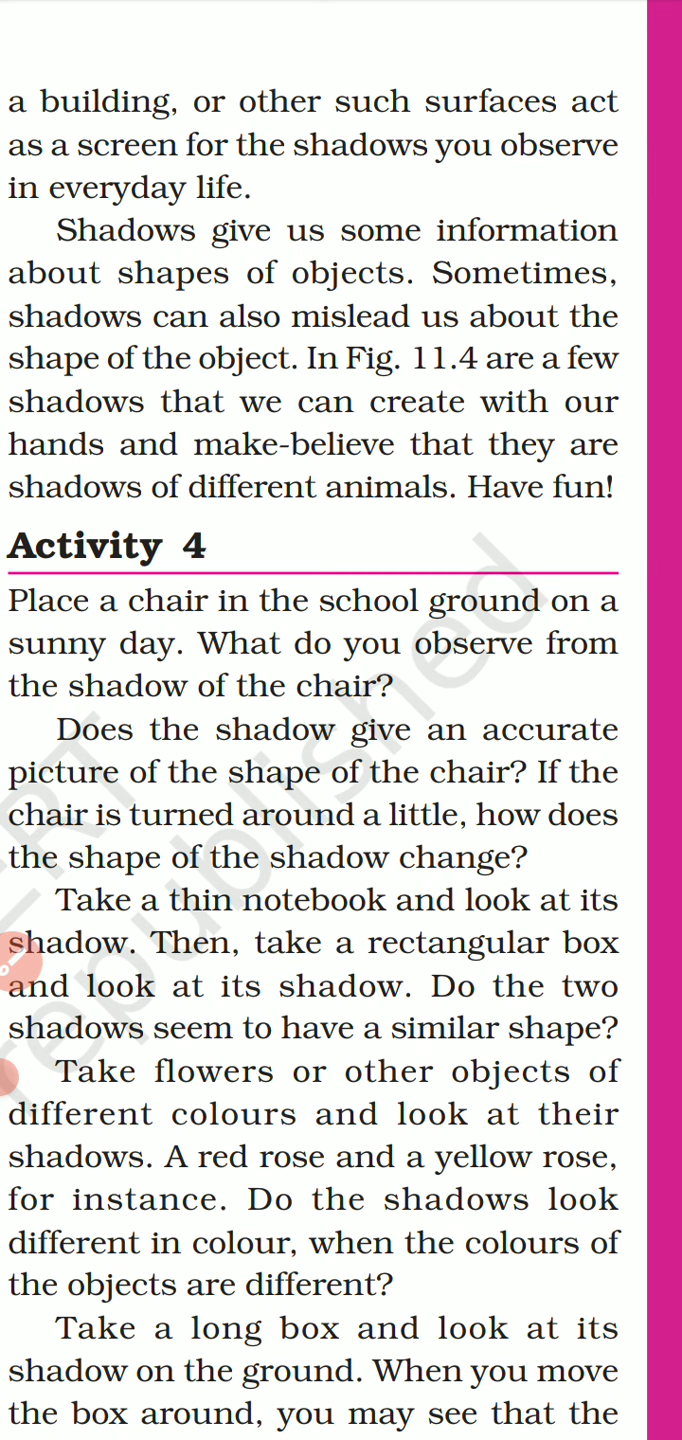 a building, or other such surfaces act
as a screen for the shadows you observe
in everyday life.
Shadows give us some information
about shapes of objects. Sometimes,
shadows can also mislead us about the
shape of the object. In Fig. 11.4 are a few
shadows that we can create with our
hands and make-believe that they are
shadows of different animals. Have fun!
Activity 4
Place a chair in the school ground on a
sunny day. What do you observe from
the shadow of the chair?
Does the shadow give an accurate
picture of the shape of the chair? If the
chair is turned around a little, how does
the shape of the shadow change?
Take a thin notebook and look at its
shadow. Then, take a rectangular box
and look at its shadow. Do the two
shadows seem to have a similar shape?
Take flowers or other objects of
different colours and look at their
shadows. A red rose and a yellow rose,
for instance. Do the shadows look
different in colour, when the colours of
the objects are different?
Take a long box and look at its
shadow on the ground. When you move
the box around, you may see that the
republished